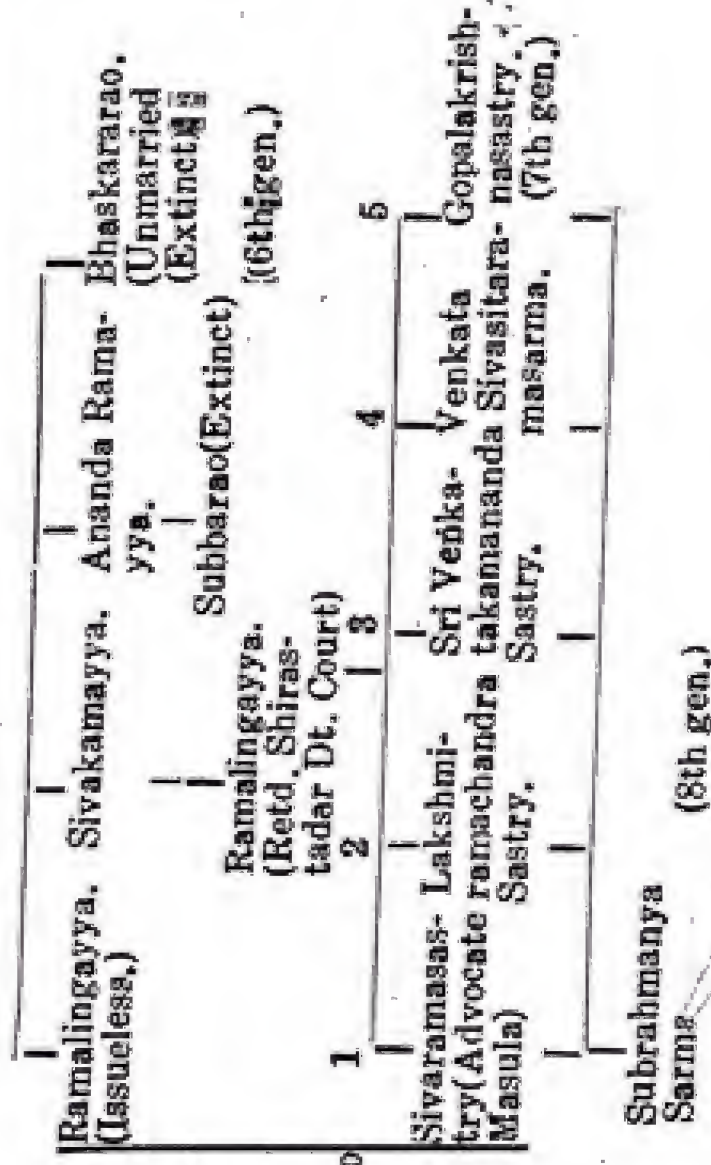 Ramalingayya. Sivakamayya. Ananda Rama- Bhaskararao.
(Issueless.) yya. (Unmarried
(Extinct
Subbarao(Extinct) (6th gen.)
Ramalingayya.
(Retd. Shiras-
tadar Dt. Court)
1 2 3 4 5
Sivaramasas- Lakshmi- Sri Venka- Venkata Gopalakrish-
try(Advocate ramachandra takamananda Sivasitara- nasastry.
Masula) Sastry. Sastry. masarma. (7th gen.)
Subrahmanya (8th gen.)
Sarma